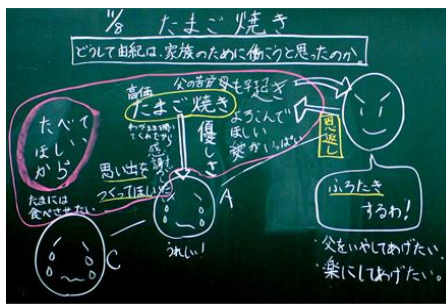 11/8 たまご焼き
どうして由紀は、家族のために働こうと思ったのか。
父の苦労
早起き
高価
たまご焼き
よろこんで
ほしい
姿がいっぱい
恩返し
たべて
ほしい
から
優しさ
感謝
思い出を
つくってほしい
たまには
食べさせたい
A
うれしい!
C
ふろたき
するわ!
・父をいやしてあげたい
・楽にしてあげたい。